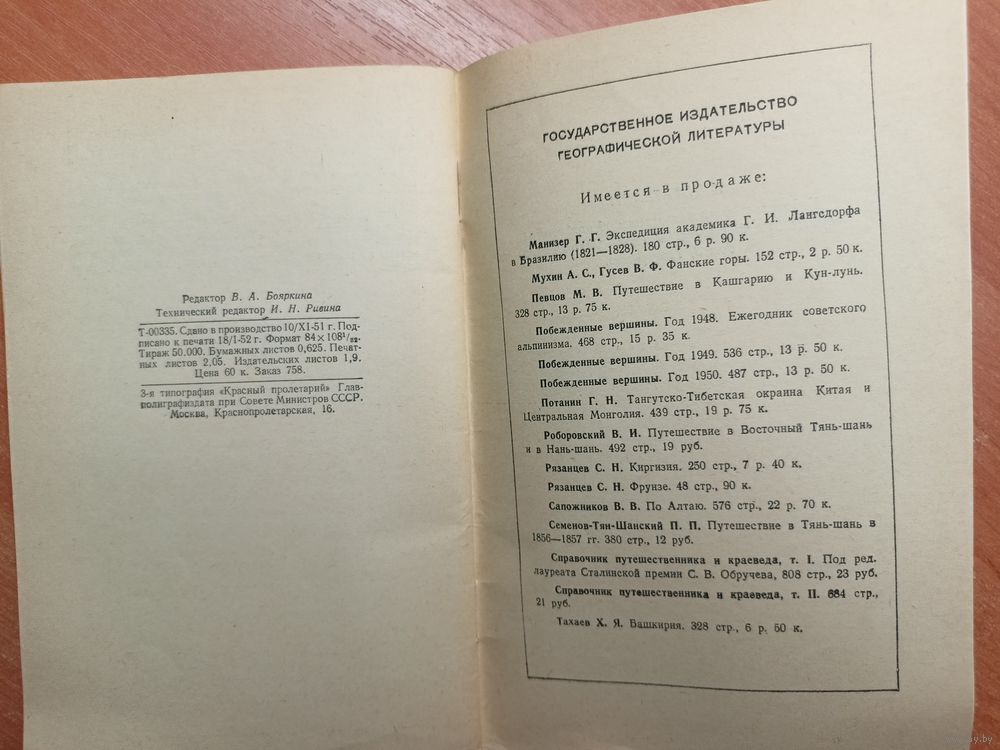 Редактор В. А. Бояркина
Технический редактор И. Н. Ривина
Т-00335. Сдано в производство 10/XI-51 г. Под-
писано к печати 18/1-52 г. Формат 84×108¹/₃₂.
Тираж 50.000. Бумажных листов 0,625. Печат-
ных листов 2,05. Издательских листов 1,9.
Цена 60 к. Заказ 758.
3-я типография «Красный пролетарий» Глав-
полиграфиздата при Совете Министров СССР.
Москва, Краснопролетарская, 16.
ГОСУДАРСТВЕННОЕ ИЗДАТЕЛЬСТВО
ГЕОГРАФИЧЕСКОЙ ЛИТЕРАТУРЫ
Имеется в продаже:
Манизер Г. Г. Экспедиция академика Г. И. Лангсдорфа
в Бразилию (1821—1828). 180 стр., 6 р. 90 к.
Мухин А. С., Гусев В. Ф. Фанские горы. 152 стр., 2 р. 50 к.
Певцов М. В. Путешествие в Кашгарию и Кун-лунь.
328 стр., 13 р. 75 к.
Побежденные вершины. Год 1948. Ежегодник советского
альпинизма. 468 стр., 15 р. 35 к.
Побежденные вершины. Год 1949. 536 стр., 13 р. 50 к.
Побежденные вершины. Год 1950. 487 стр., 13 р. 50 к.
Потанин Г. Н. Тангутско-Тибетская окраина Китая и
Центральная Монголия. 439 стр., 19 р. 75 к.
Роборовский В. И. Путешествие в Восточный Тянь-шань
и в Нань-шань. 492 стр., 19 руб.
Рязанцев С. Н. Киргизия. 250 стр., 7 р. 40 к.
Рязанцев С. Н. Фрунзе. 48 стр., 90 к.
Сапожников В. В. По Алтаю. 576 стр., 22 р. 70 к.
Семенов-Тян-Шанский П. П. Путешествие в Тянь-шань в
1856—1857 гг. 380 стр., 12 руб.
Справочник путешественника и краеведа, т. I. Под ред.
лауреата Сталинской премии С. В. Обручева, 808 стр., 23 руб.
Справочник путешественника и краеведа, т. II. 684 стр.,
21 руб.
Тахаев Х. Я. Башкирия. 328 стр., 6 р. 50 к.